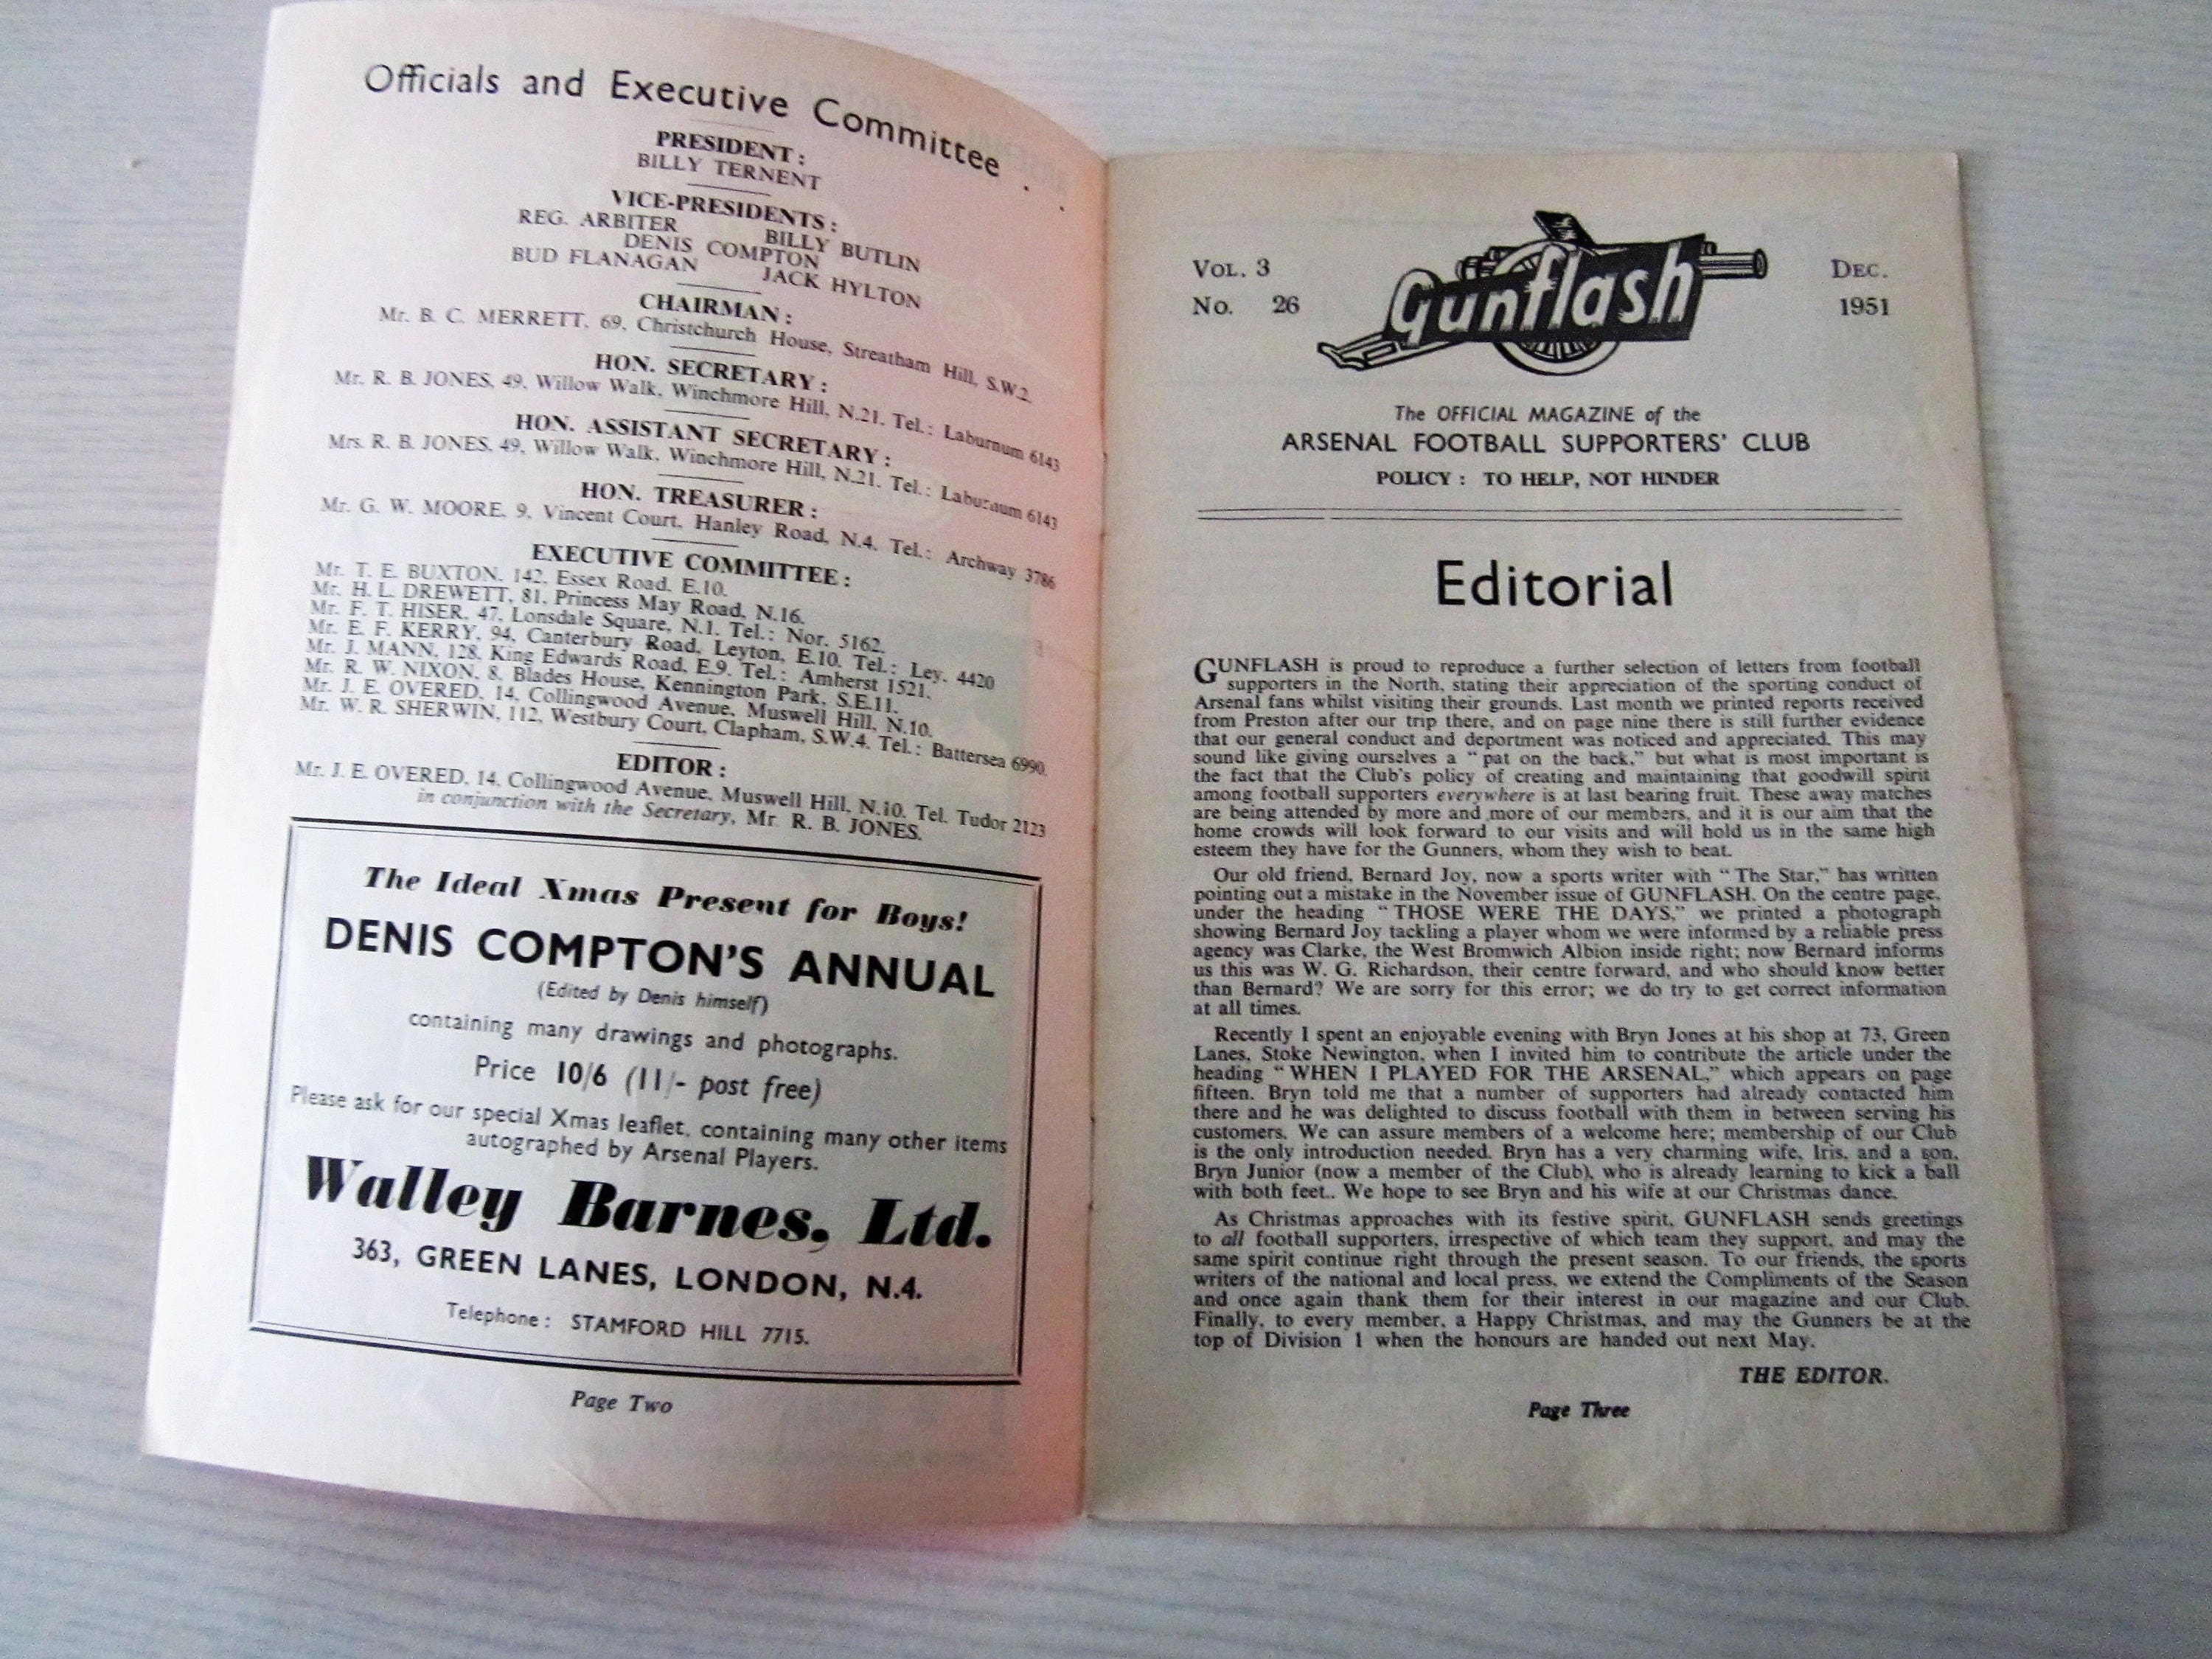 Officials and Executive Committee
PRESIDENT :
BILLY TERNENT
VICE-PRESIDENTS :
REG. ARBITER BILLY BUTLIN
DENIS COMPTON
BUD FLANAGAN JACK HYLTON
CHAIRMAN :
Mr. B. C. MERRETT, 69, Christchurch House, Streatham Hill, S.W.2.
HON. SECRETARY :
Mr. R. B. JONES, 49, Willow Walk, Winchmore Hill, N.21. Tel.: Laburnum 6143
HON. ASSISTANT SECRETARY :
Mrs. R. B. JONES, 49, Willow Walk, Winchmore Hill, N.21. Tel.: Laburnum 6143
HON. TREASURER :
Mr. G. W. MOORE, 9, Vincent Court, Hanley Road, N.4. Tel.: Archway 3786
EXECUTIVE COMMITTEE :
Mr. T. E. BUXTON, 142, Essex Road, E.10.
Mr. H. L. DREWETT, 81, Princess May Road, N.16.
Mr. F. T. HISER, 47, Lonsdale Square, N.1. Tel.: Nor. 5162.
Mr. E. F. KERRY, 94, Canterbury Road, Leyton, E.10. Tel.: Ley. 4420
Mr. J. MANN, 128, King Edwards Road, E.9. Tel.: Amherst 1521.
Mr. R. W. NIXON, 8, Blades House, Kennington Park, S.E.11.
Mr. J. E. OVERED, 14, Collingwood Avenue, Muswell Hill, N.10.
Mr. W. R. SHERWIN, 112, Westbury Court, Clapham, S.W.4. Tel.: Battersea 6990.
EDITOR :
Mr. J. E. OVERED, 14, Collingwood Avenue, Muswell Hill, N.10. Tel. Tudor 2123
in conjunction with the Secretary, Mr. R. B. JONES.
The Ideal Xmas Present for Boys!
DENIS COMPTON'S ANNUAL
(Edited by Denis himself)
containing many drawings and photographs.
Price 10/6 (11/- post free)
Please ask for our special Xmas leaflet, containing many other items
autographed by Arsenal Players.
Walley Barnes, Ltd.
363, GREEN LANES, LONDON, N.4.
Telephone : STAMFORD HILL 7715.
Page Two
VOL. 3
No. 26
Gunflash
DEC.
1951
The OFFICIAL MAGAZINE of the
ARSENAL FOOTBALL SUPPORTERS' CLUB
POLICY : TO HELP, NOT HINDER
Editorial
GUNFLASH is proud to reproduce a further selection of letters from football
supporters in the North, stating their appreciation of the sporting conduct of
Arsenal fans whilst visiting their grounds. Last month we printed reports received
from Preston after our trip there, and on page nine there is still further evidence
that our general conduct and deportment was noticed and appreciated. This may
sound like giving ourselves a " pat on the back," but what is most important is
the fact that the Club's policy of creating and maintaining that goodwill spirit
among football supporters everywhere is at last bearing fruit. These away matches
are being attended by more and more of our members, and it is our aim that the
home crowds will look forward to our visits and will hold us in the same high
esteem they have for the Gunners, whom they wish to beat.
Our old friend, Bernard Joy, now a sports writer with " The Star," has written
pointing out a mistake in the November issue of GUNFLASH. On the centre page,
under the heading " THOSE WERE THE DAYS," we printed a photograph
showing Bernard Joy tackling a player whom we were informed by a reliable press
agency was Clarke, the West Bromwich Albion inside right; now Bernard informs
us this was W. G. Richardson, their centre forward, and who should know better
than Bernard? We are sorry for this error; we do try to get correct information
at all times.
Recently I spent an enjoyable evening with Bryn Jones at his shop at 73, Green
Lanes, Stoke Newington, when I invited him to contribute the article under the
heading " WHEN I PLAYED FOR THE ARSENAL," which appears on page
fifteen. Bryn told me that a number of supporters had already contacted him
there and he was delighted to discuss football with them in between serving his
customers. We can assure members of a welcome here; membership of our Club
is the only introduction needed. Bryn has a very charming wife, Iris, and a son,
Bryn Junior (now a member of the Club), who is already learning to kick a ball
with both feet.. We hope to see Bryn and his wife at our Christmas dance.
As Christmas approaches with its festive spirit, GUNFLASH sends greetings
to all football supporters, irrespective of which team they support, and may the
same spirit continue right through the present season. To our friends, the sports
writers of the national and local press, we extend the Compliments of the Season
and once again thank them for their interest in our magazine and our Club.
Finally, to every member, a Happy Christmas, and may the Gunners be at the
top of Division 1 when the honours are handed out next May.
THE EDITOR.
Page Three